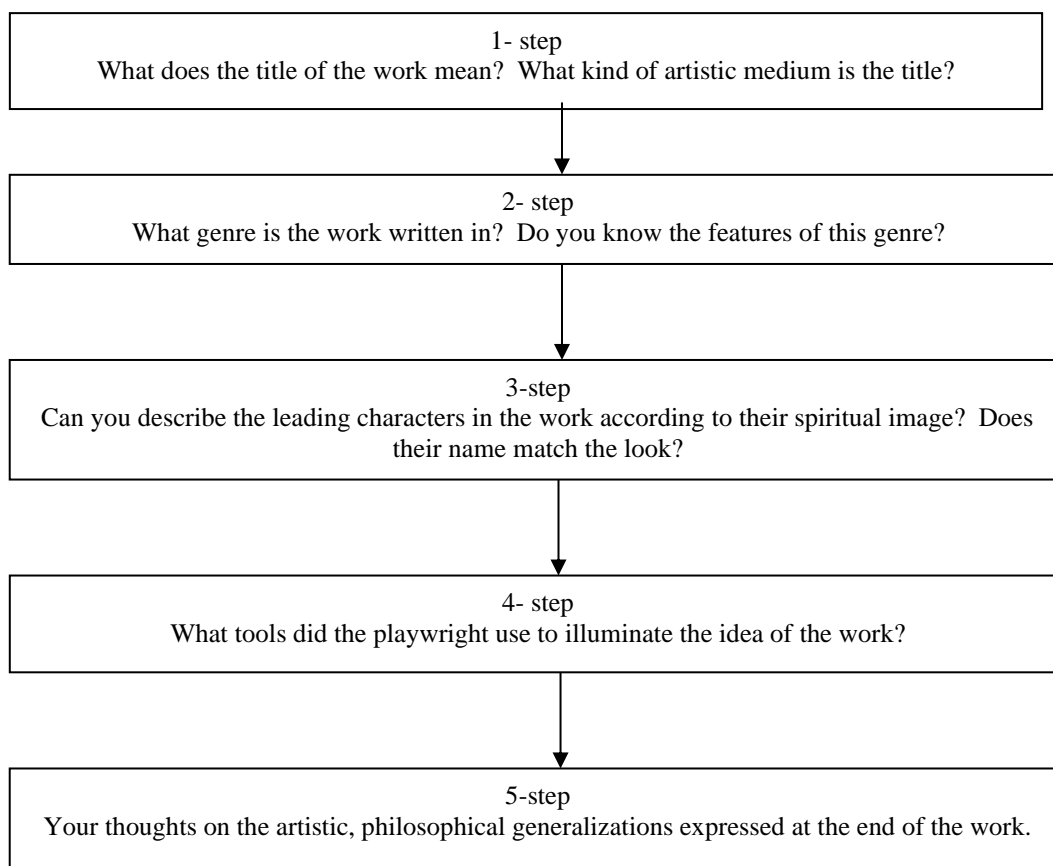 1- step
What does the title of the work mean?  What kind of artistic medium is the title?
2- step
What genre is the work written in?  Do you know the features of this genre?
3-step
Can you describe the leading characters in the work according to their spiritual image?  Does
their name match the look?
4- step
What tools did the playwright use to illuminate the idea of the work?
5-step
Your thoughts on the artistic, philosophical generalizations expressed at the end of the work.